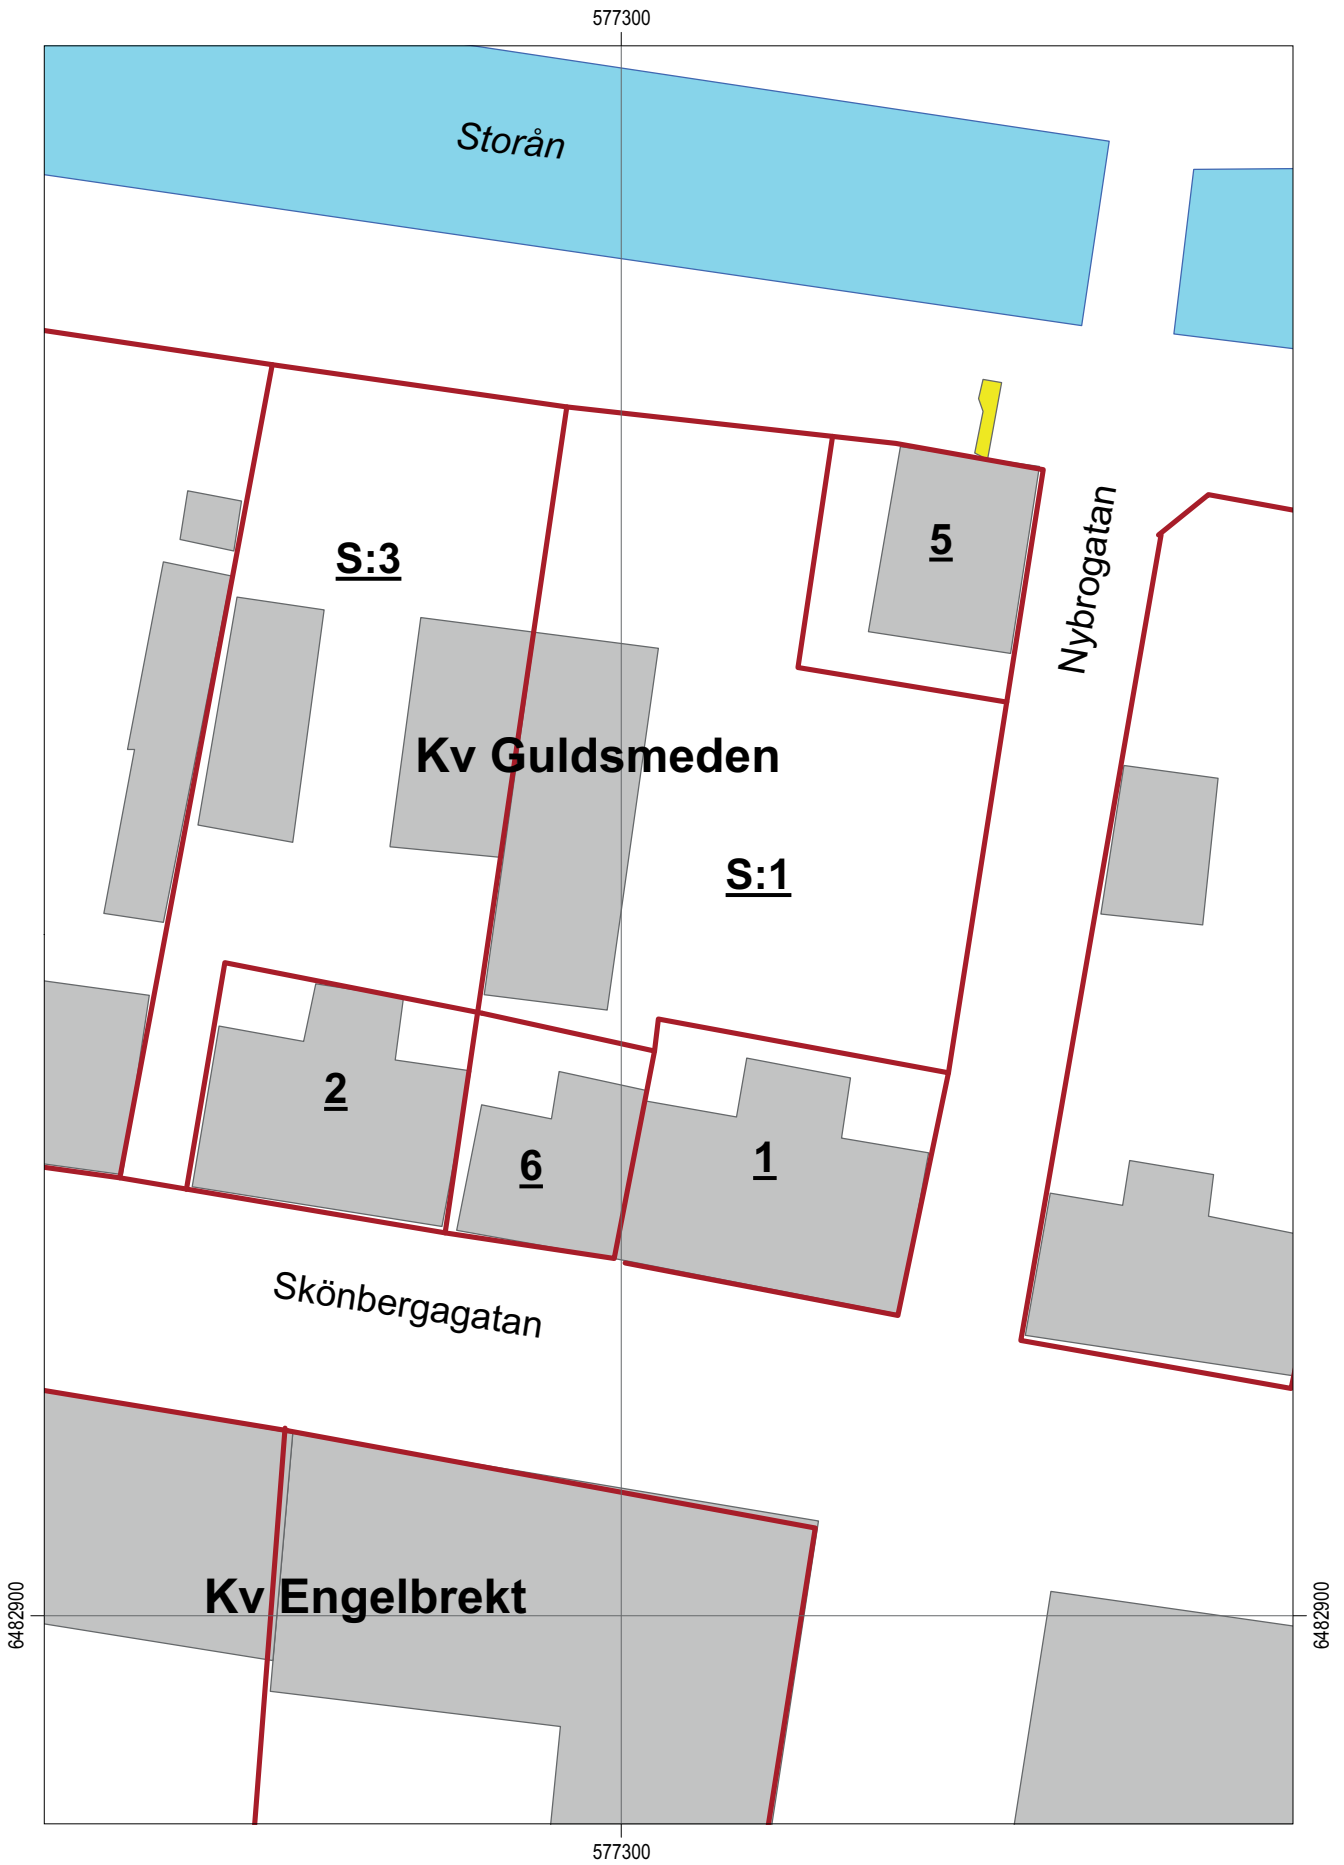 577300
Storån
5
S:3
Nybrogatan
Kv Guldsmeden
S:1
2
6
1
Skönbergagatan
Kv Engelbrekt
6482900
6482900
577300